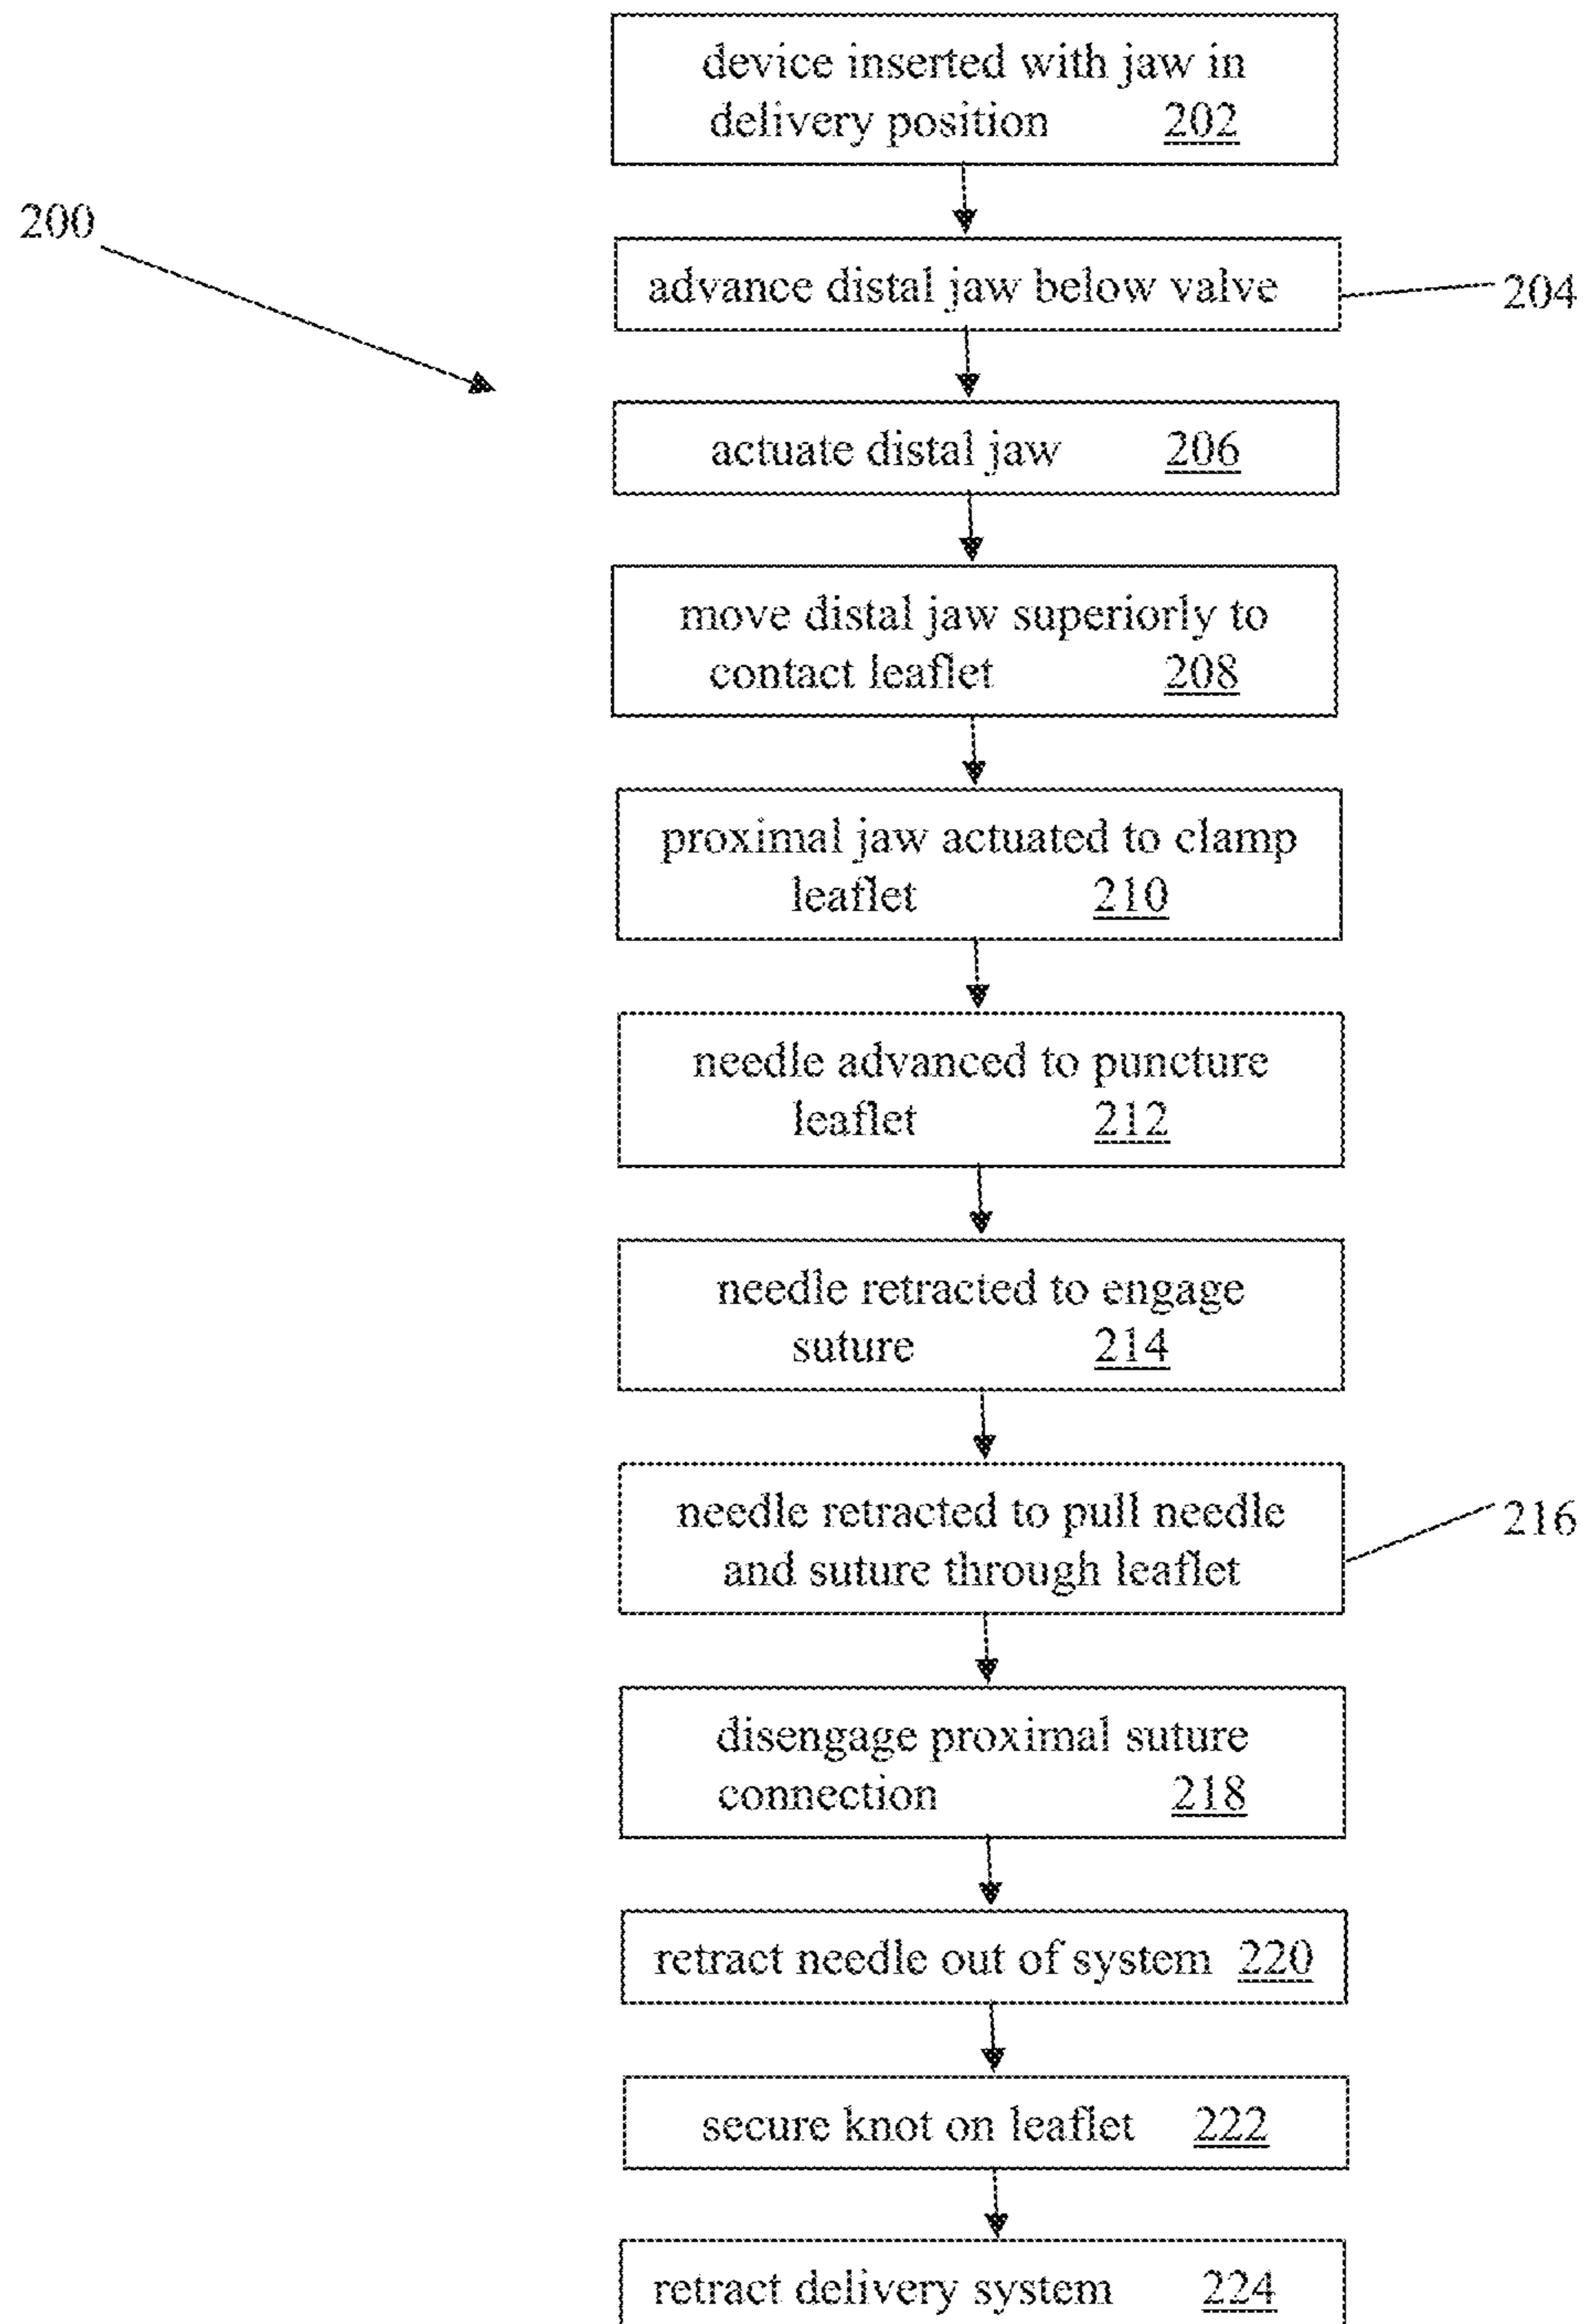 device inserted with jaw in
delivery position 202
200
advance distal jaw below valve
204
actuate distal jaw 206
move distal jaw superiorly to
contact leaflet 208
proximal jaw actuated to clamp
leaflet 210
needle advanced to puncture
leaflet 212
needle retracted to engage
suture 214
needle retracted to pull needle
and suture through leaflet
216
disengage proximal suture
connection 218
retract needle out of system 220
secure knot on leaflet 222
retract delivery system 224